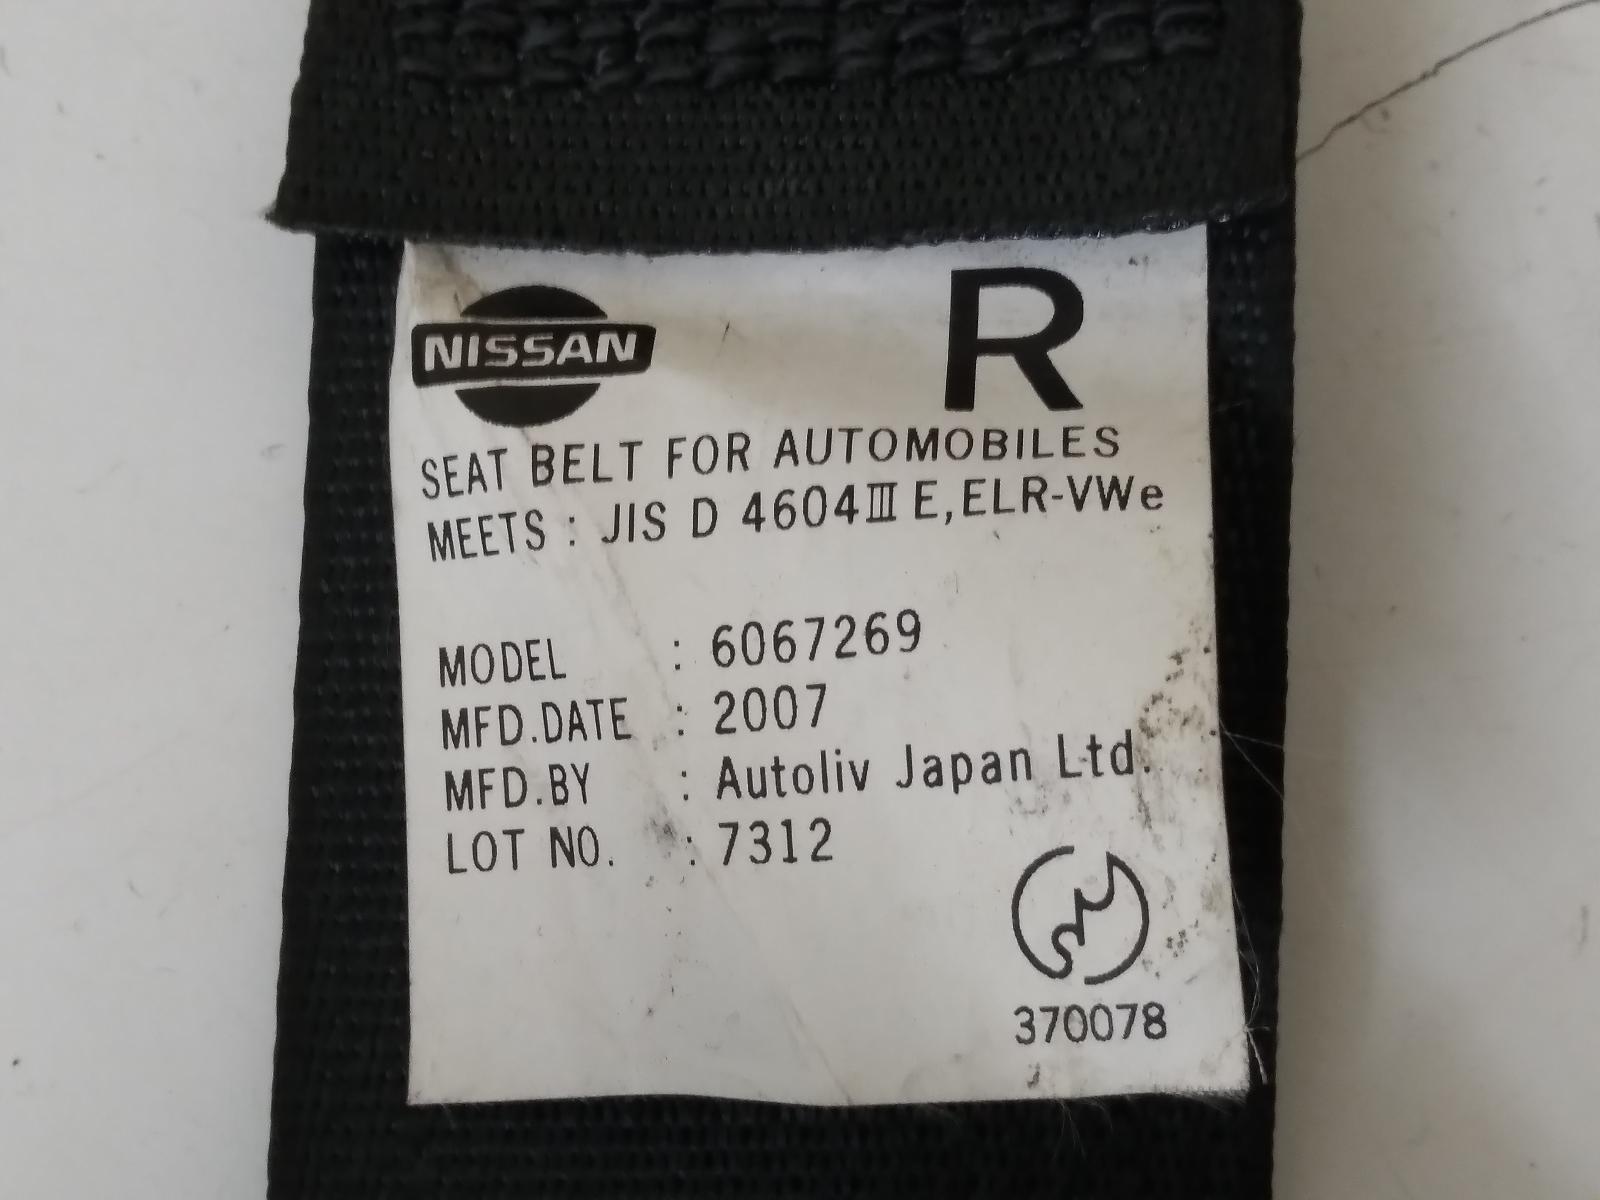 NISSAN R
SEAT BELT FOR AUTOMOBILES
MEETS : JIS D 4604Ⅲ E,ELR-VWe
MODEL : 6067269
MFD.DATE : 2007
MFD.BY : Autoliv Japan Ltd.
LOT NO. : 7312
370078